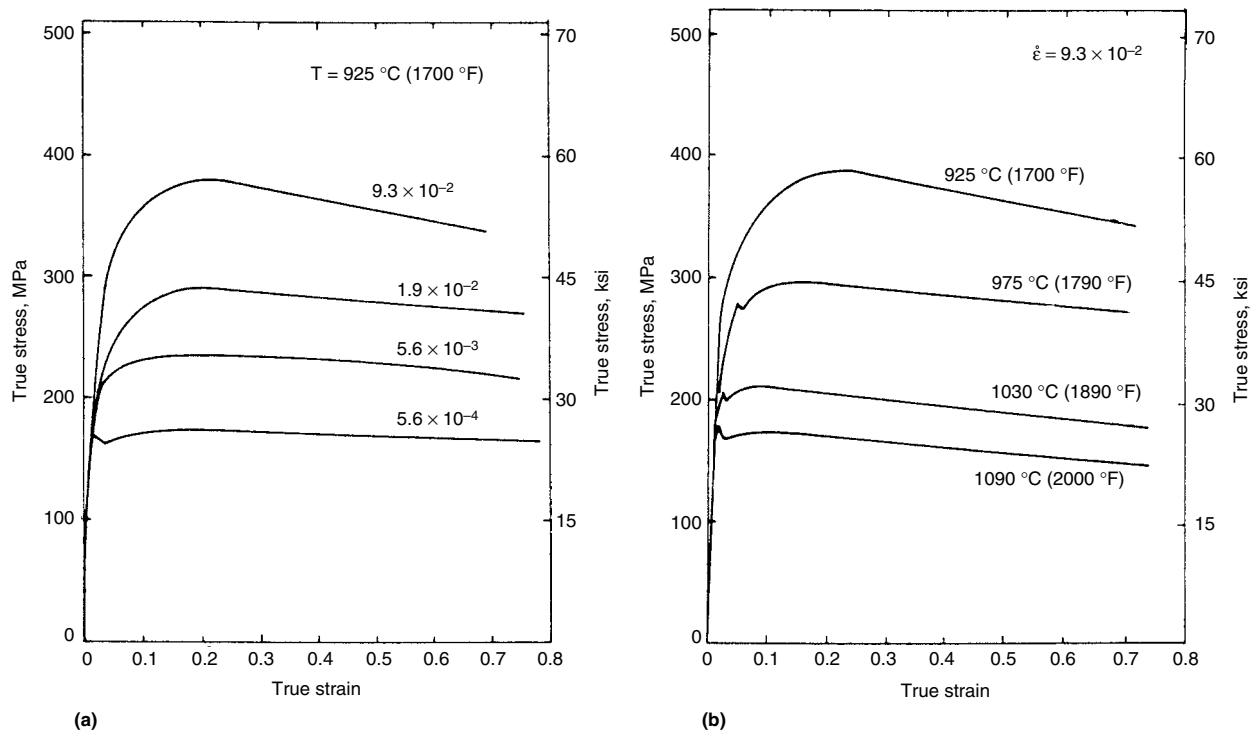 500
400
300
200
100
0
True stress, MPa
T = 925 °C (1700 °F)
9.3 × 10⁻²
1.9 × 10⁻²
5.6 × 10⁻³
5.6 × 10⁻⁴
70
60
45
30
15
True stress, ksi
0 0.1 0.2 0.3 0.4 0.5 0.6 0.7 0.8
True strain
(a)
500
400
300
200
100
0
True stress, MPa
ε̇ = 9.3 × 10⁻²
925 °C (1700 °F)
975 °C (1790 °F)
1030 °C (1890 °F)
1090 °C (2000 °F)
70
60
45
30
15
True stress, ksi
0 0.1 0.2 0.3 0.4 0.5 0.6 0.7 0.8
True strain
(b)